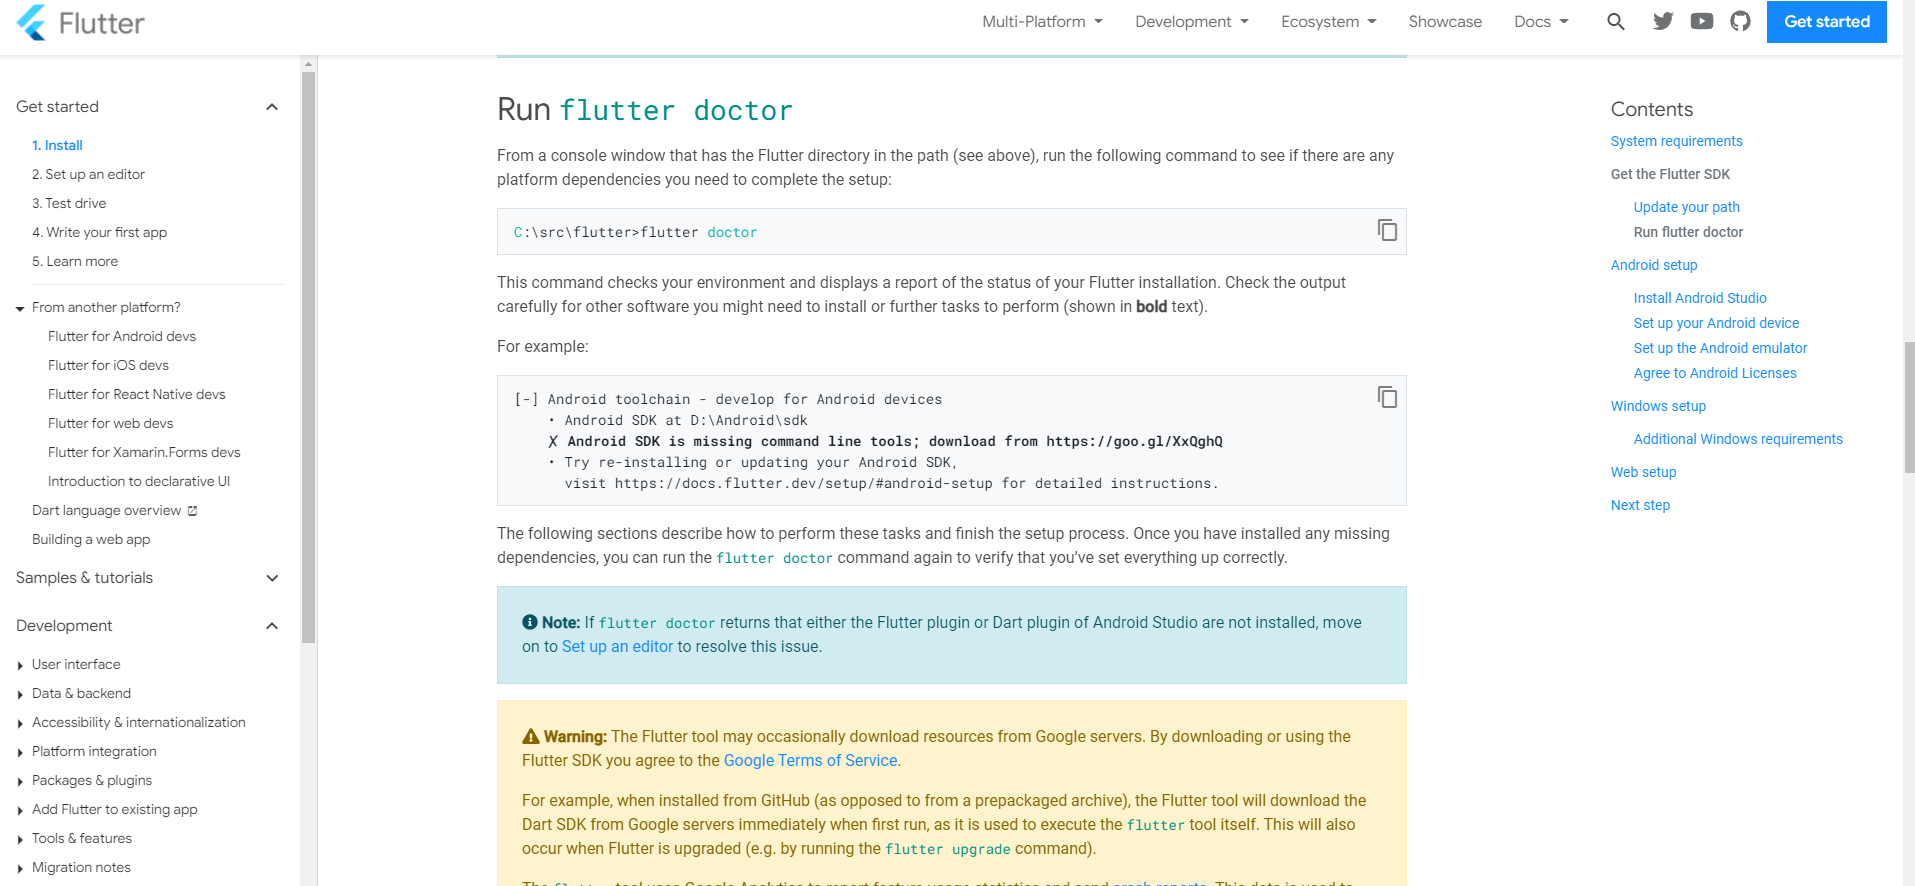 Flutter
Multi-Platform
Development
Ecosystem
Showcase
Docs
Get started
Get started
1. Install
2. Set up an editor
3. Test drive
4. Write your first app
5. Learn more
From another platform?
Flutter for Android devs
Flutter for iOS devs
Flutter for React Native devs
Flutter for web devs
Flutter for Xamarin.Forms devs
Introduction to declarative UI
Dart language overview
Building a web app
Samples & tutorials
Development
User interface
Data & backend
Accessibility & internationalization
Platform integration
Packages & plugins
Add Flutter to existing app
Tools & features
Migration notes
Run flutter doctor
From a console window that has the Flutter directory in the path (see above), run the following command to see if there are any
platform dependencies you need to complete the setup:
C:\src\flutter>flutter doctor
This command checks your environment and displays a report of the status of your Flutter installation. Check the output
carefully for other software you might need to install or further tasks to perform (shown in bold text).
For example:
[-] Android toolchain - develop for Android devices
• Android SDK at D:\Android\sdk
✗ Android SDK is missing command line tools; download from https://goo.gl/XxQghQ
• Try re-installing or updating your Android SDK,
visit https://docs.flutter.dev/setup/#android-setup for detailed instructions.
The following sections describe how to perform these tasks and finish the setup process. Once you have installed any missing
dependencies, you can run the flutter doctor command again to verify that you’ve set everything up correctly.
Note: If flutter doctor returns that either the Flutter plugin or Dart plugin of Android Studio are not installed, move
on to Set up an editor to resolve this issue.
Warning: The Flutter tool may occasionally download resources from Google servers. By downloading or using the
Flutter SDK you agree to the Google Terms of Service.
For example, when installed from GitHub (as opposed to from a prepackaged archive), the Flutter tool will download the
Dart SDK from Google servers immediately when first run, as it is used to execute the flutter tool itself. This will also
occur when Flutter is upgraded (e.g. by running the flutter upgrade command).
The flutter tool uses Google Analytics to report feature usage statistics and send crash reports. This data is used to
Contents
System requirements
Get the Flutter SDK
Update your path
Run flutter doctor
Android setup
Install Android Studio
Set up your Android device
Set up the Android emulator
Agree to Android Licenses
Windows setup
Additional Windows requirements
Web setup
Next step